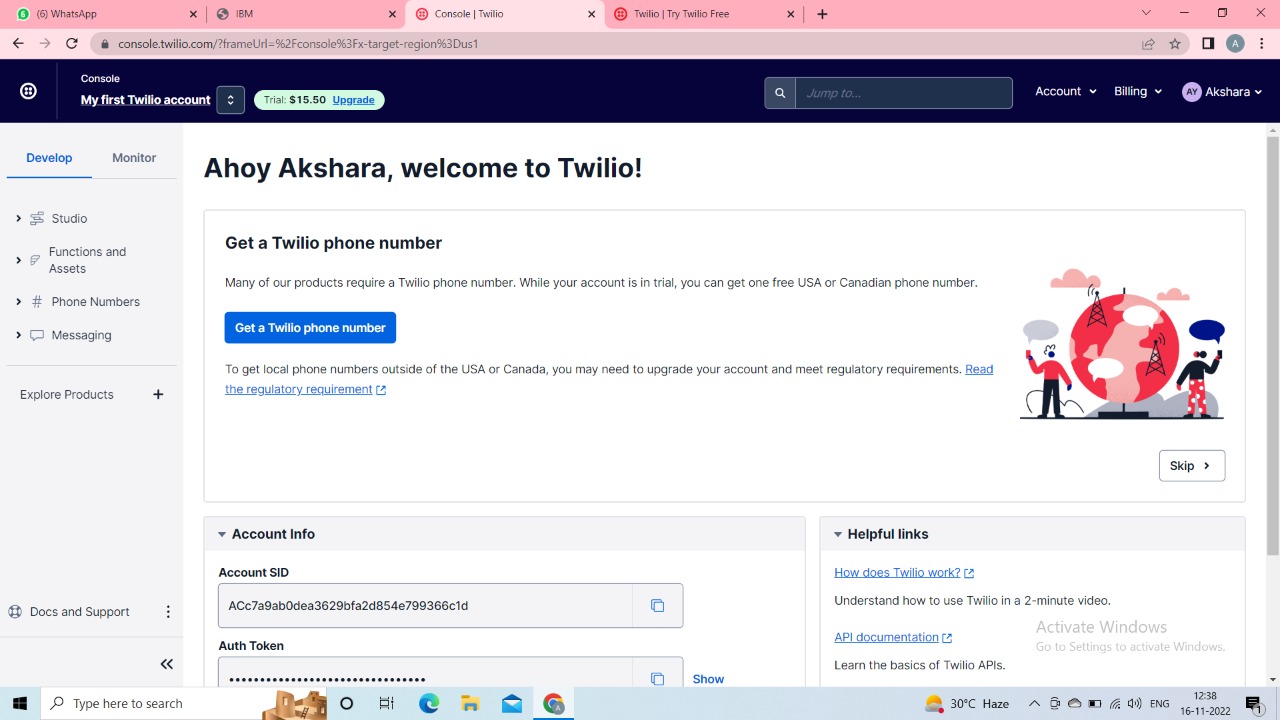 (6) WhatsApp
IBM
Console | Twilio
Twilio | Try Twilio Free
console.twilio.com/?frameUrl=%2Fconsole%3Fx-target-region%3Dus1
A
Console
My first Twilio account
Trial: $15.50 Upgrade
Jump to...
Account
Billing
AY
Akshara
Develop
Monitor
Studio
Functions and
Assets
Phone Numbers
Messaging
Explore Products
Docs and Support
Ahoy Akshara, welcome to Twilio!
Get a Twilio phone number
Many of our products require a Twilio phone number. While your account is in trial, you can get one free USA or Canadian phone number.
Get a Twilio phone number
To get local phone numbers outside of the USA or Canada, you may need to upgrade your account and meet regulatory requirements. Read
the regulatory requirement
Skip
Account Info
Account SID
ACc7a9ab0dea3629bfa2d854e799366c1d
Auth Token
Show
Helpful links
How does Twilio work?
Understand how to use Twilio in a 2-minute video.
API documentation
Learn the basics of Twilio APIs.
Activate Windows
Go to Settings to activate Windows.
Type here to search
30°C Haze
ENG
12:38
16-11-2022
1